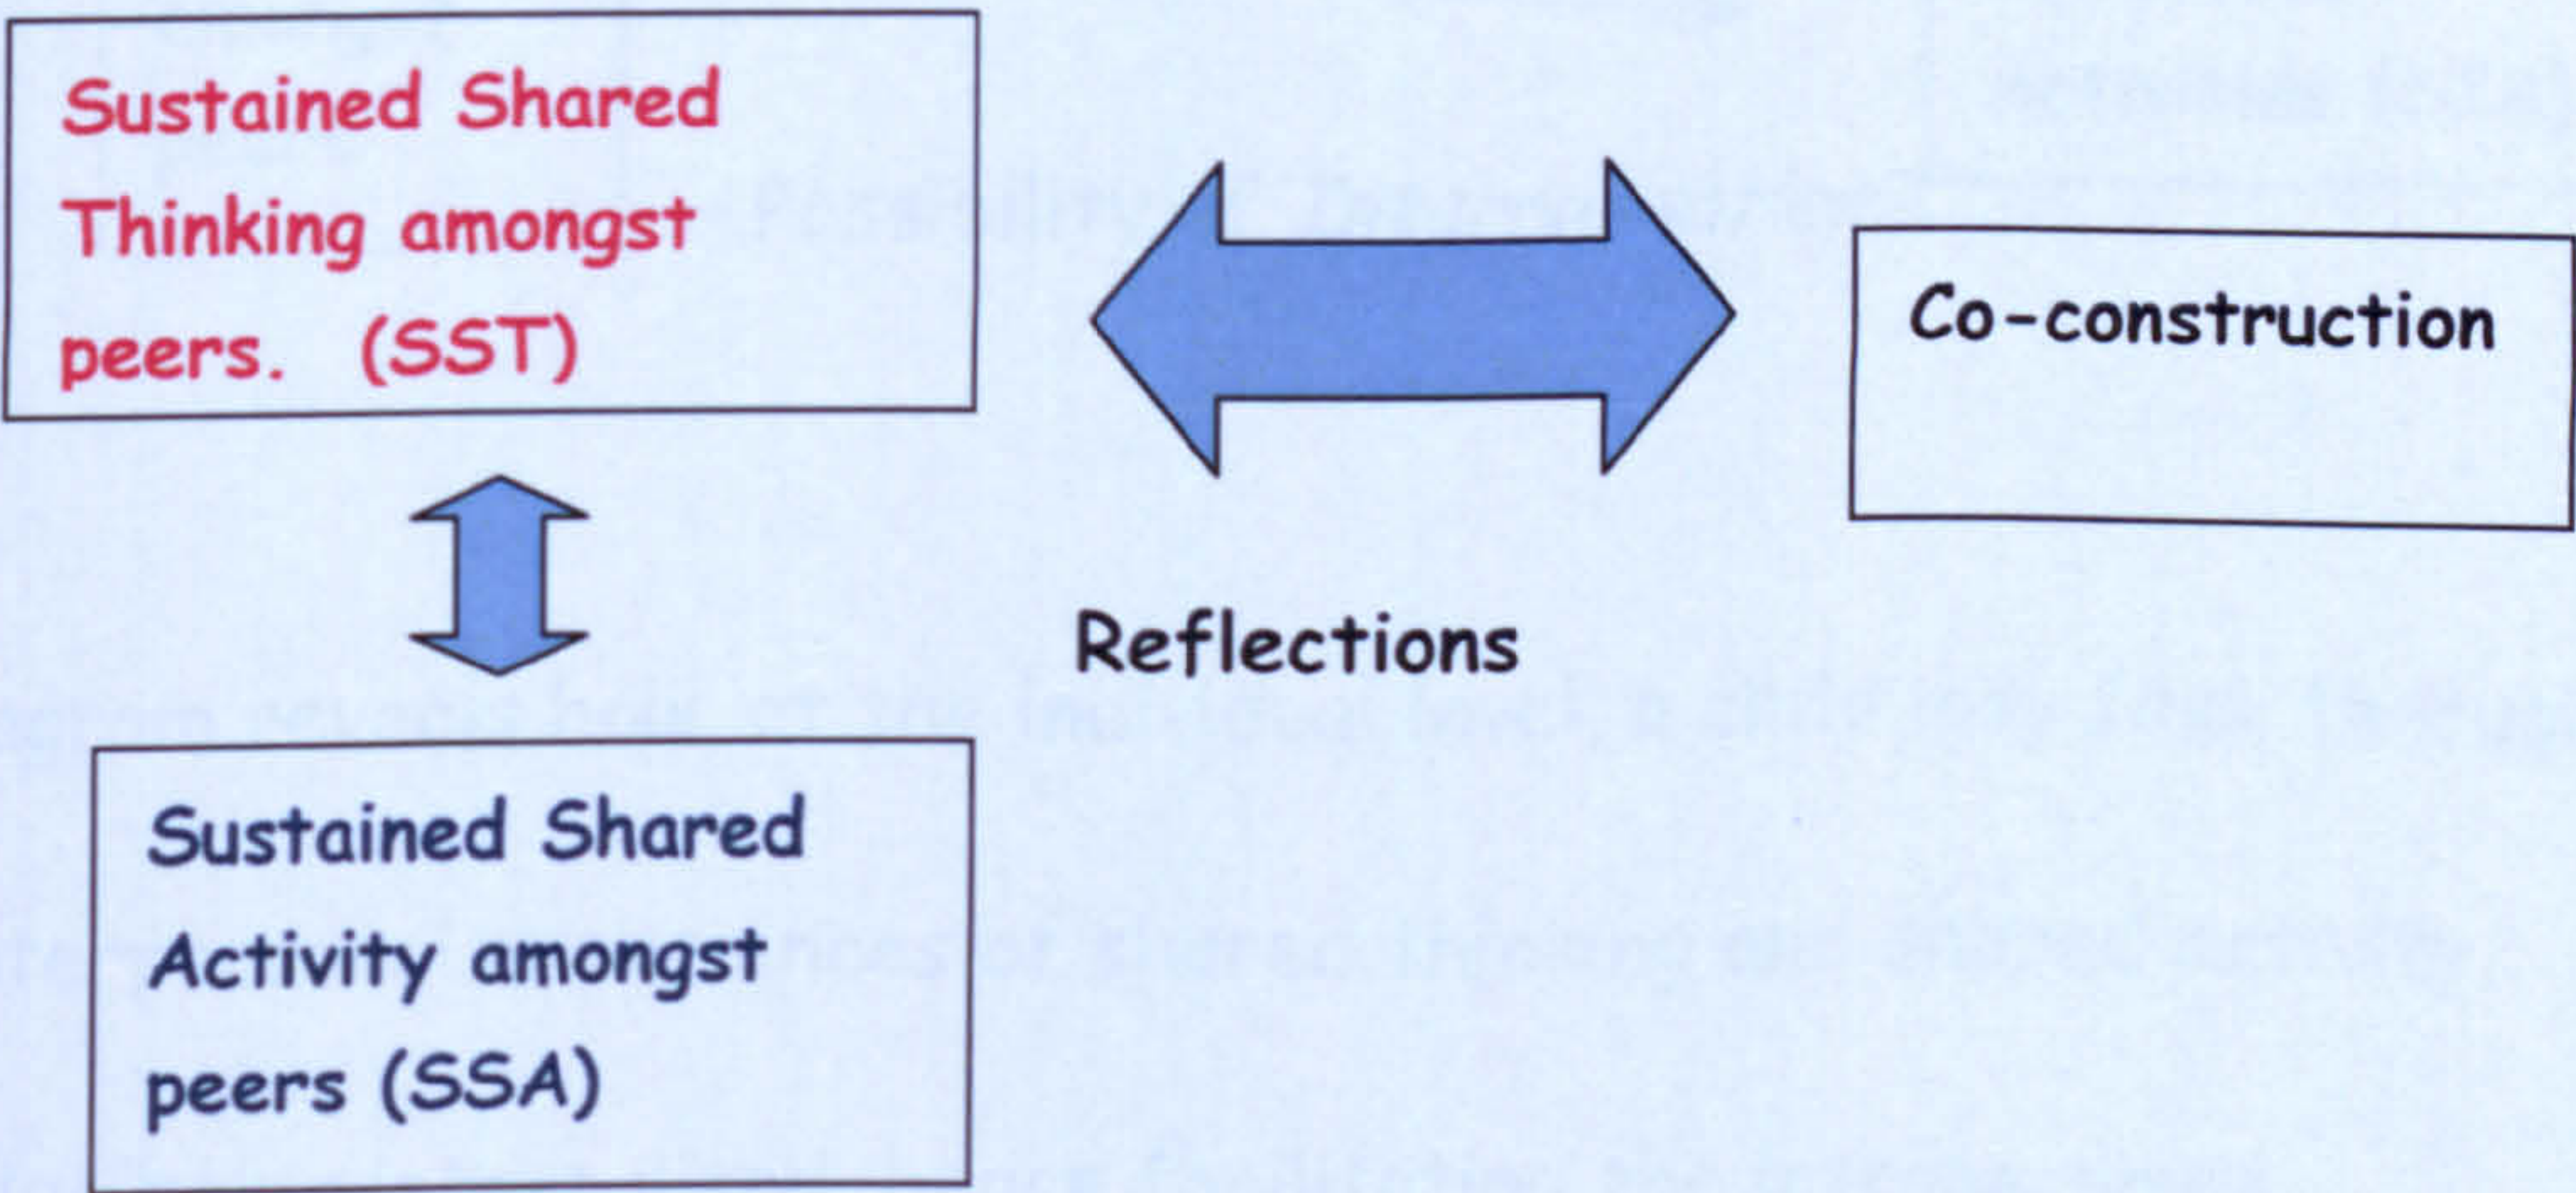 Sustained Shared
Thinking amongst
peers. (SST)
Co-construction
Reflections
Sustained Shared
Activity amongst
peers (SSA)